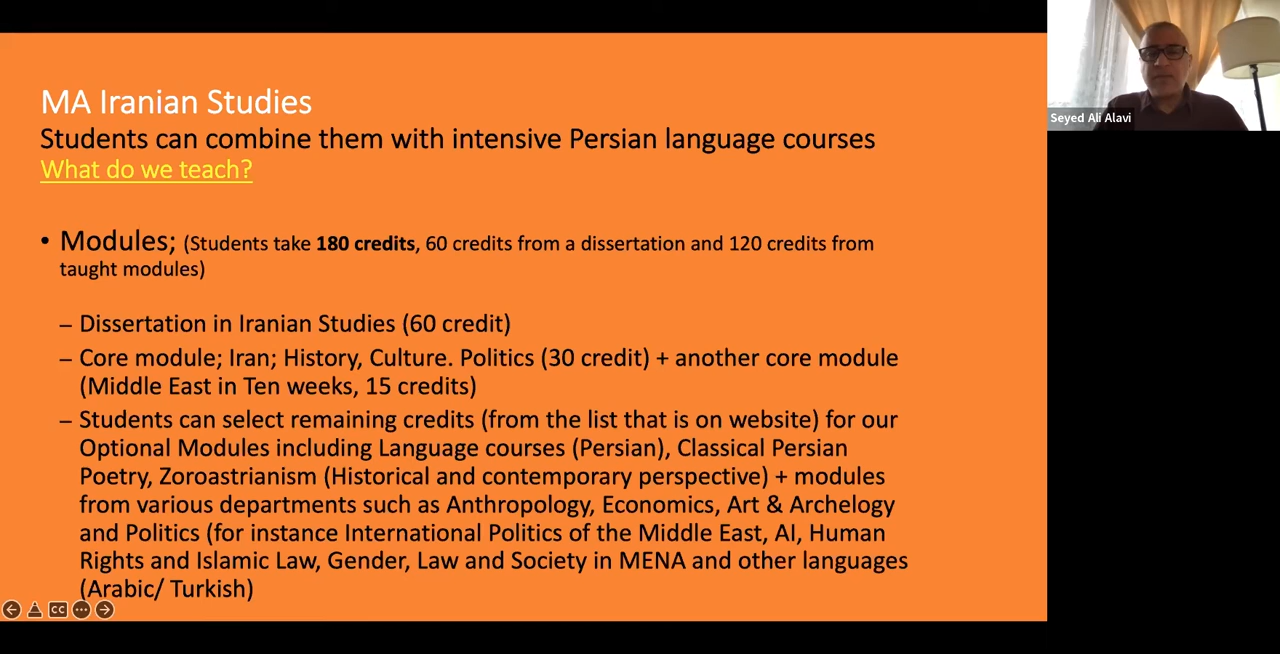 MA Iranian Studies
Students can combine them with intensive Persian language courses
What do we teach?
• Modules; (Students take 180 credits, 60 credits from a dissertation and 120 credits from
taught modules)
– Dissertation in Iranian Studies (60 credit)
– Core module; Iran; History, Culture. Politics (30 credit) + another core module
(Middle East in Ten weeks, 15 credits)
– Students can select remaining credits (from the list that is on website) for our
Optional Modules including Language courses (Persian), Classical Persian
Poetry, Zoroastrianism (Historical and contemporary perspective) + modules
from various departments such as Anthropology, Economics, Art & Archelogy
and Politics (for instance International Politics of the Middle East, AI, Human
Rights and Islamic Law, Gender, Law and Society in MENA and other languages
(Arabic/ Turkish)
CC
Seyed Ali Alavi